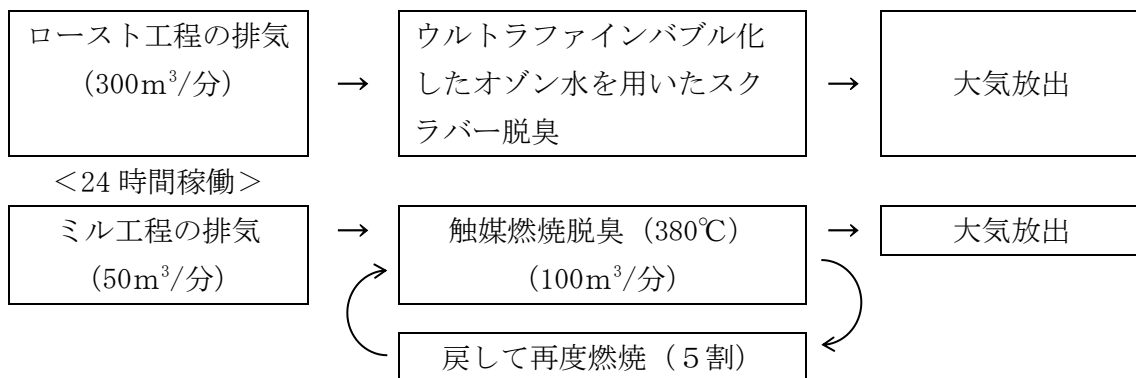 ロースト工程の排気
(300m³/分)
→
ウルトラファインバブル化
したオゾン水を用いたスク
ラバー脱臭
→
大気放出
<24時間稼働>
ミル工程の排気
(50m³/分)
→
触媒燃焼脱臭（380℃）
(100m³/分)
→
大気放出
戻して再度燃焼（５割）